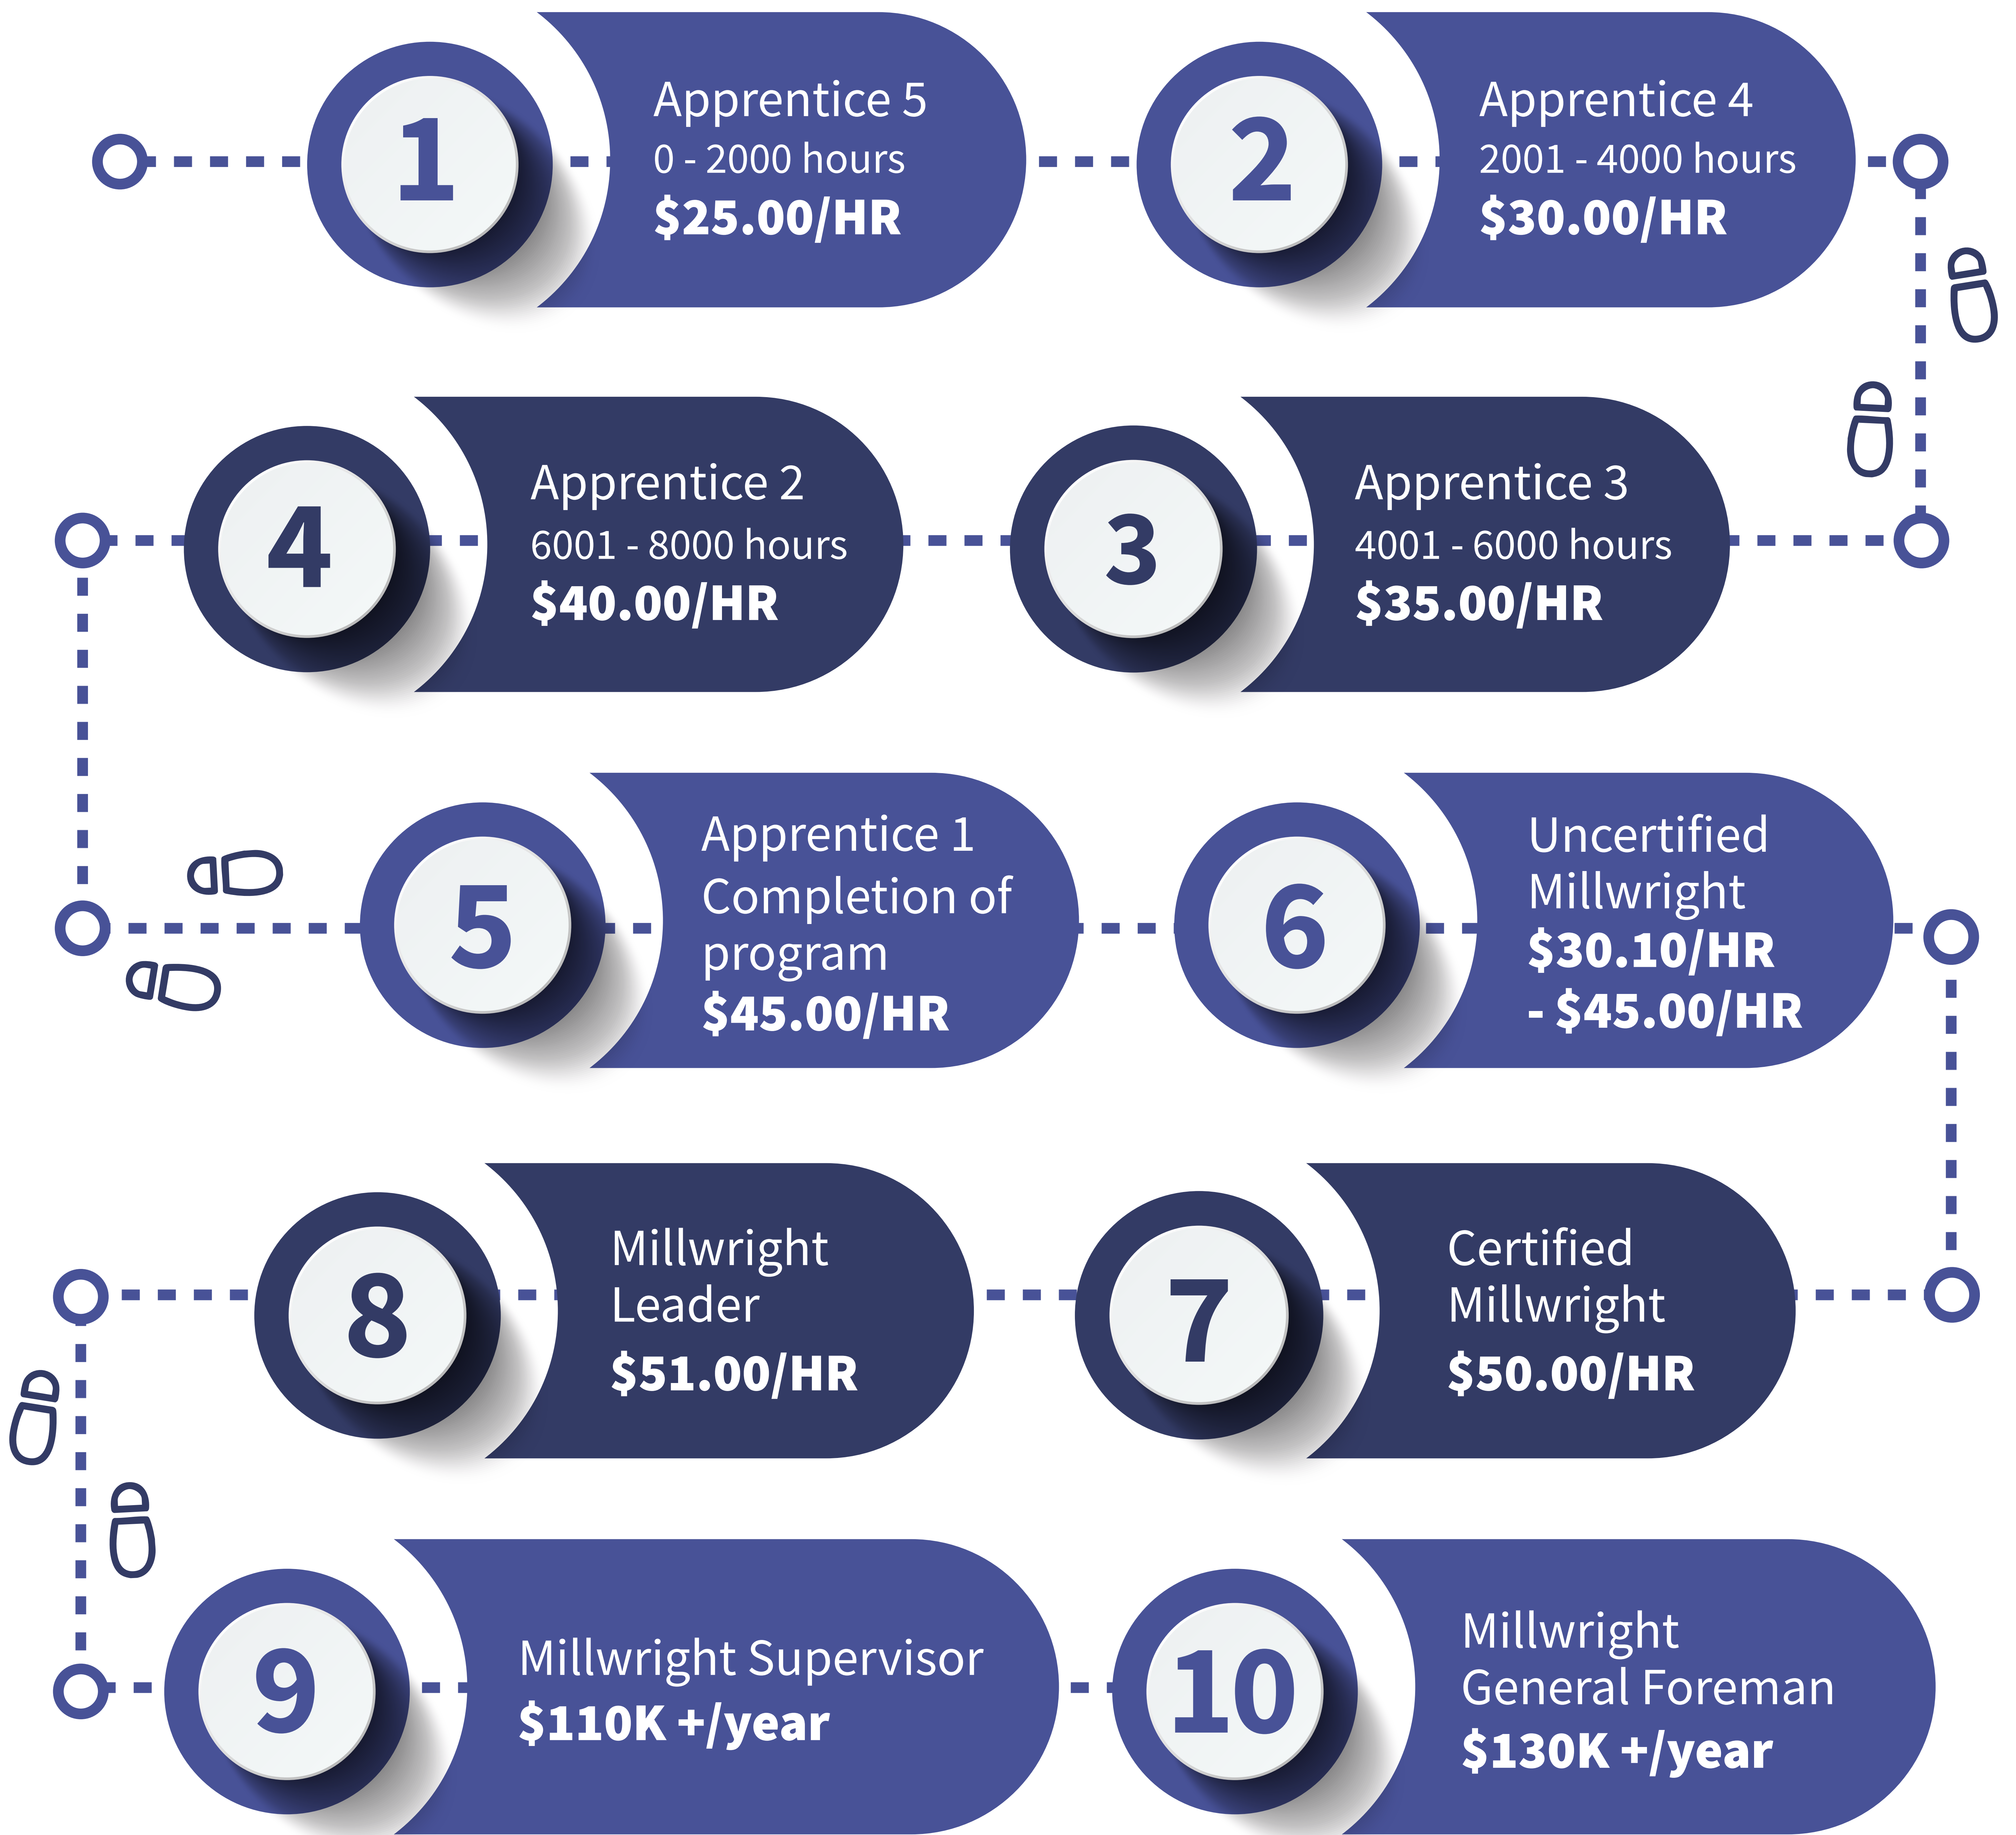 1
Apprentice 5
0 - 2000 hours
$25.00/HR
2
Apprentice 4
2001 - 4000 hours
$30.00/HR
3
Apprentice 3
4001 - 6000 hours
$35.00/HR
4
Apprentice 2
6001 - 8000 hours
$40.00/HR
5
Apprentice 1
Completion of
program
$45.00/HR
6
Uncertified
Millwright
$30.10/HR
- $45.00/HR
7
Certified
Millwright
$50.00/HR
8
Millwright
Leader
$51.00/HR
9
Millwright Supervisor
$110K +/year
10
Millwright
General Foreman
$130K +/year